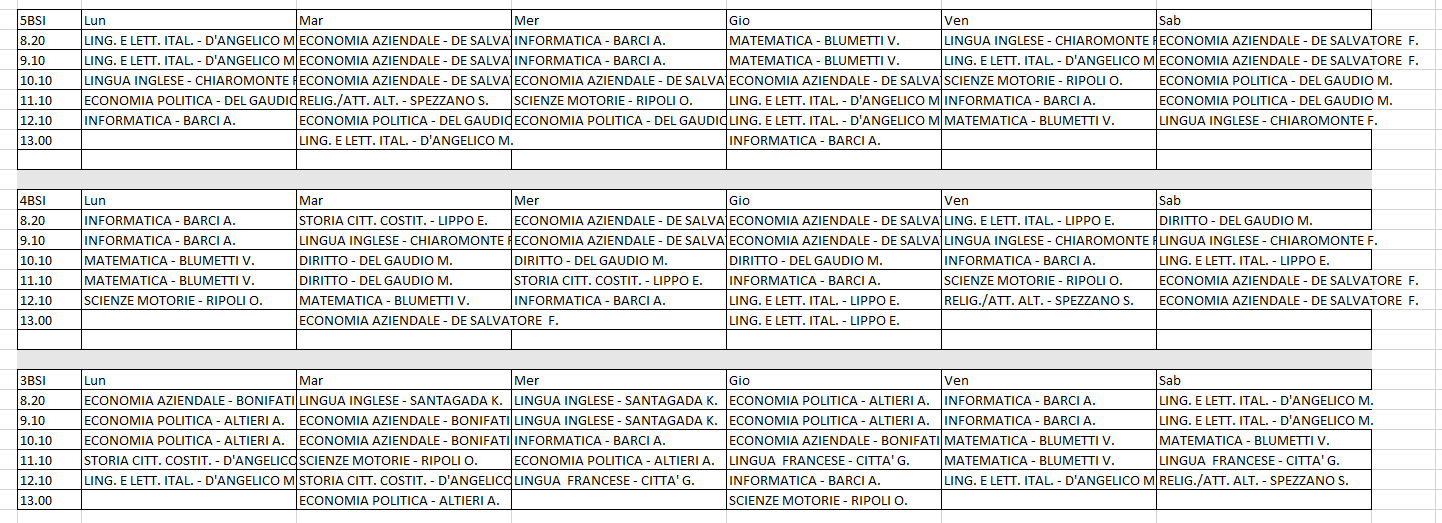 5BSI Lun Mar Mer Gio Ven Sab
8.20 LING. E LETT. ITAL. - D'ANGELICO M ECONOMIA AZIENDALE - DE SALVA INFORMATICA - BARCI A. MATEMATICA - BLUMETTI V. LINGUA INGLESE - CHIAROMONTE F ECONOMIA AZIENDALE - DE SALVATORE F.
9.10 LING. E LETT. ITAL. - D'ANGELICO M ECONOMIA AZIENDALE - DE SALVA INFORMATICA - BARCI A. MATEMATICA - BLUMETTI V. LING. E LETT. ITAL. - D'ANGELICO M ECONOMIA AZIENDALE - DE SALVATORE F.
10.10 LINGUA INGLESE - CHIAROMONTE F ECONOMIA AZIENDALE - DE SALVA ECONOMIA AZIENDALE - DE SALVA ECONOMIA AZIENDALE - DE SALVA SCIENZE MOTORIE - RIPOLI O. ECONOMIA POLITICA - DEL GAUDIO M.
11.10 ECONOMIA POLITICA - DEL GAUDIO RELIG./ATT. ALT. - SPEZZANO S. SCIENZE MOTORIE - RIPOLI O. LING. E LETT. ITAL. - D'ANGELICO M INFORMATICA - BARCI A. ECONOMIA POLITICA - DEL GAUDIO M.
12.10 INFORMATICA - BARCI A. ECONOMIA POLITICA - DEL GAUDIO ECONOMIA POLITICA - DEL GAUDIO LING. E LETT. ITAL. - D'ANGELICO M MATEMATICA - BLUMETTI V. LINGUA INGLESE - CHIAROMONTE F.
13.00 LING. E LETT. ITAL. - D'ANGELICO M. INFORMATICA - BARCI A.
4BSI Lun Mar Mer Gio Ven Sab
8.20 INFORMATICA - BARCI A. STORIA CITT. COSTIT. - LIPPO E. ECONOMIA AZIENDALE - DE SALVA ECONOMIA AZIENDALE - DE SALVA LING. E LETT. ITAL. - LIPPO E. DIRITTO - DEL GAUDIO M.
9.10 INFORMATICA - BARCI A. LINGUA INGLESE - CHIAROMONTE F ECONOMIA AZIENDALE - DE SALVA ECONOMIA AZIENDALE - DE SALVA LINGUA INGLESE - CHIAROMONTE F LINGUA INGLESE - CHIAROMONTE F.
10.10 MATEMATICA - BLUMETTI V. DIRITTO - DEL GAUDIO M. DIRITTO - DEL GAUDIO M. DIRITTO - DEL GAUDIO M. INFORMATICA - BARCI A. LING. E LETT. ITAL. - LIPPO E.
11.10 MATEMATICA - BLUMETTI V. DIRITTO - DEL GAUDIO M. STORIA CITT. COSTIT. - LIPPO E. INFORMATICA - BARCI A. SCIENZE MOTORIE - RIPOLI O. ECONOMIA AZIENDALE - DE SALVATORE F.
12.10 SCIENZE MOTORIE - RIPOLI O. MATEMATICA - BLUMETTI V. INFORMATICA - BARCI A. LING. E LETT. ITAL. - LIPPO E. RELIG./ATT. ALT. - SPEZZANO S. ECONOMIA AZIENDALE - DE SALVATORE F.
13.00 ECONOMIA AZIENDALE - DE SALVATORE F. LING. E LETT. ITAL. - LIPPO E.
3BSI Lun Mar Mer Gio Ven Sab
8.20 ECONOMIA AZIENDALE - BONIFATI LINGUA INGLESE - SANTAGADA K. LINGUA INGLESE - SANTAGADA K. ECONOMIA POLITICA - ALTIERI A. INFORMATICA - BARCI A. LING. E LETT. ITAL. - D'ANGELICO M.
9.10 ECONOMIA POLITICA - ALTIERI A. ECONOMIA AZIENDALE - BONIFATI LINGUA INGLESE - SANTAGADA K. ECONOMIA POLITICA - ALTIERI A. INFORMATICA - BARCI A. LING. E LETT. ITAL. - D'ANGELICO M.
10.10 ECONOMIA POLITICA - ALTIERI A. ECONOMIA AZIENDALE - BONIFATI INFORMATICA - BARCI A. ECONOMIA AZIENDALE - BONIFATI MATEMATICA - BLUMETTI V. MATEMATICA - BLUMETTI V.
11.10 STORIA CITT. COSTIT. - D'ANGELICO SCIENZE MOTORIE - RIPOLI O. ECONOMIA POLITICA - ALTIERI A. LINGUA FRANCESE - CITTA' G. MATEMATICA - BLUMETTI V. LINGUA FRANCESE - CITTA' G.
12.10 LING. E LETT. ITAL. - D'ANGELICO M STORIA CITT. COSTIT. - D'ANGELICO LINGUA FRANCESE - CITTA' G. INFORMATICA - BARCI A. LING. E LETT. ITAL. - D'ANGELICO M RELIG./ATT. ALT. - SPEZZANO S.
13.00 ECONOMIA POLITICA - ALTIERI A. SCIENZE MOTORIE - RIPOLI O.